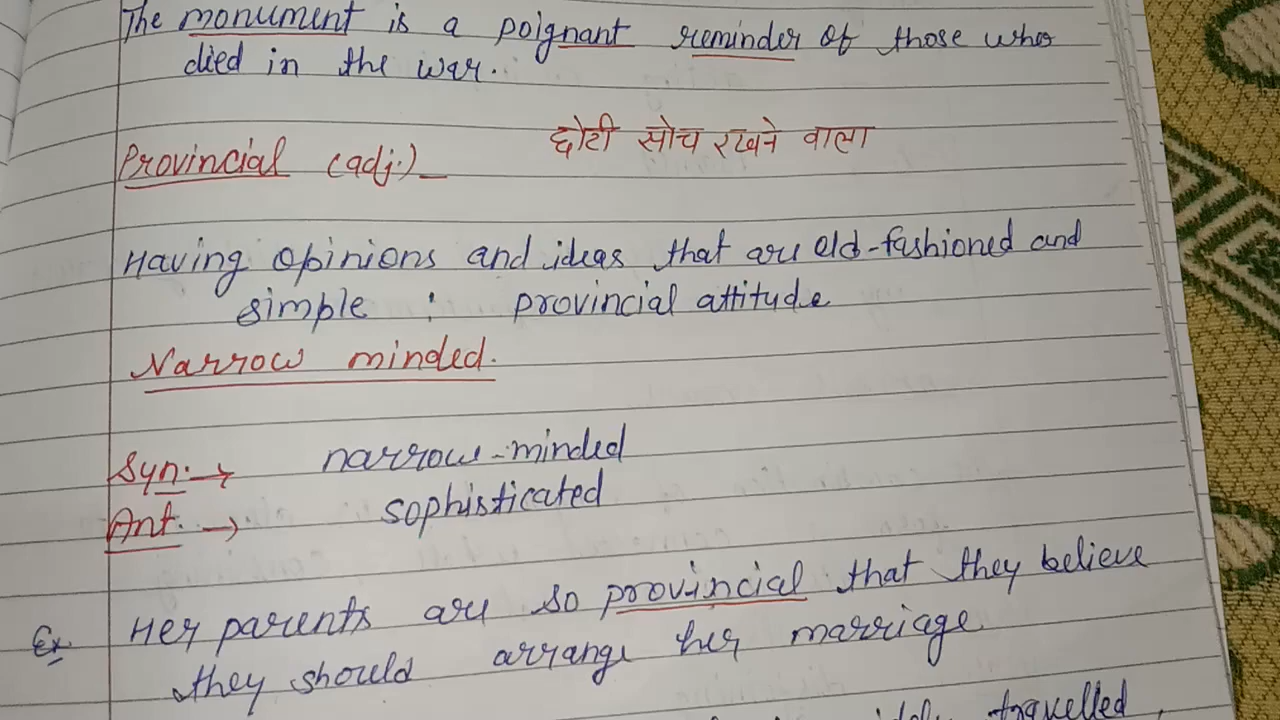 The monument is a poignant reminder of those who
died in the war.
Provincial (adj.) – छोटी सोच रखने वाला
Having opinions and ideas that are old-fashioned and
simple : provincial attitude
Narrow minded.
Syn. → narrow-minded
Ant. → sophisticated
Ex. Her parents are so provincial that they believe
they should arrange her marriage
travelled